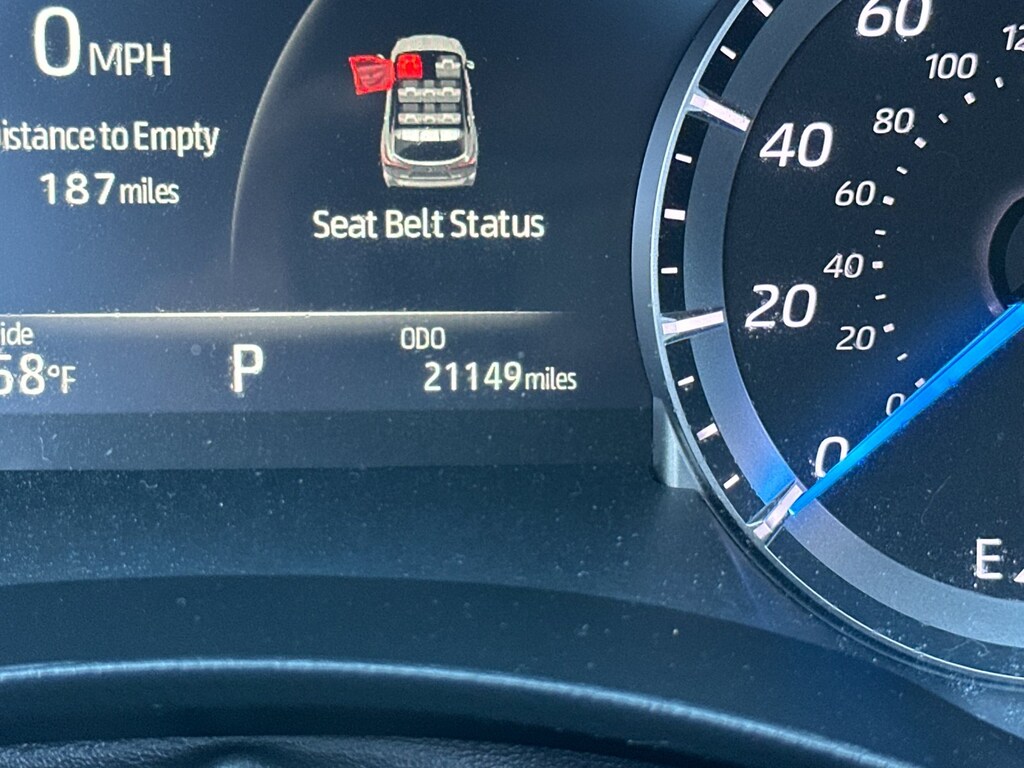 0 MPH
istance to Empty
187 miles
Seat Belt Status
ide
58°F
P
ODO
21149 miles
60
40
20
0
12
100
80
60
40
20
0
E